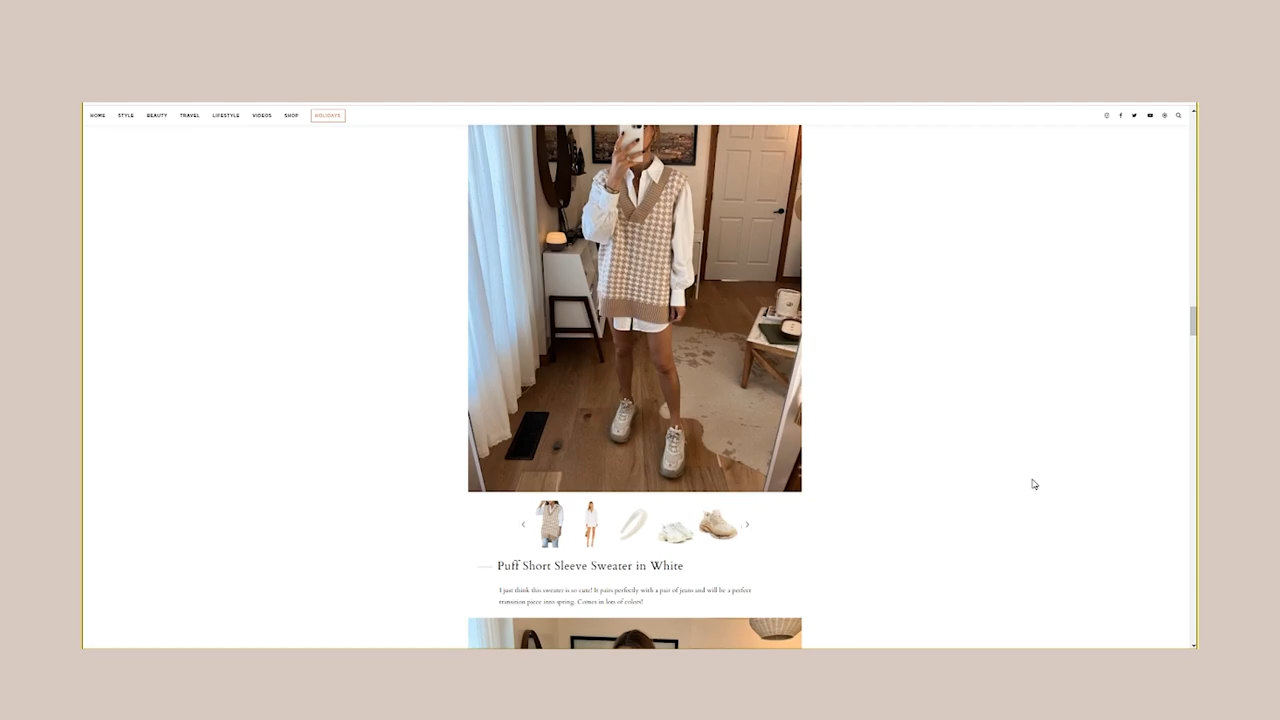 HOME STYLE BEAUTY TRAVEL LIFESTYLE VIDEOS SHOP HOLIDAYS
Puff Short Sleeve Sweater in White
I just think this sweater is so cute! It pairs perfectly with a pair of jeans and will be a perfect
transition piece into spring. Comes in lots of colors!